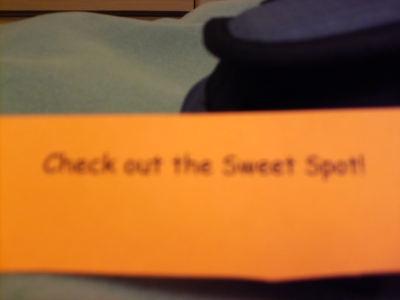 Check out the Sweet Spot!